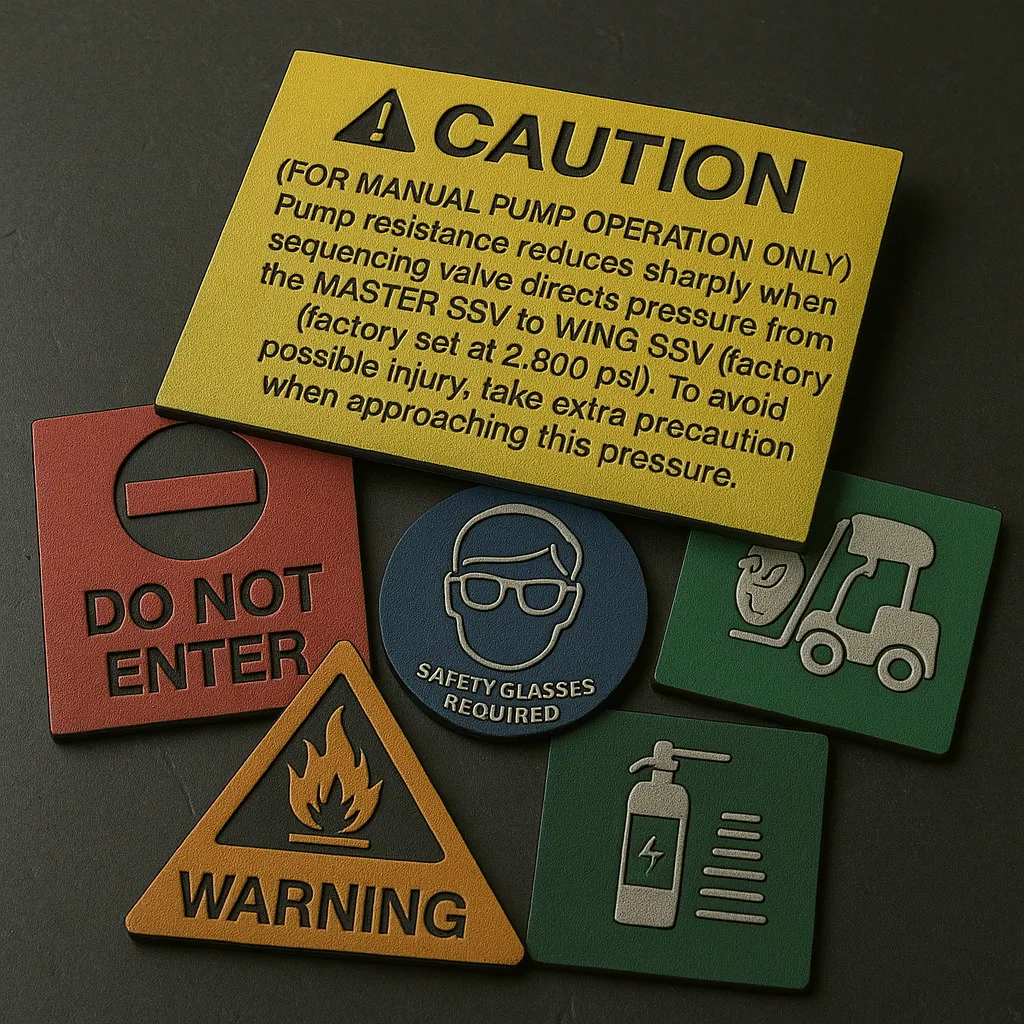 CAUTION
(FOR MANUAL PUMP OPERATION ONLY)
Pump resistance reduces sharply when
sequencing valve directs pressure from
the MASTER SSV to WING SSV (factory
(factory set at 2.800 psl). To avoid
possible injury, take extra precaution
when approaching this pressure.
DO NOT
ENTER
SAFETY GLASSES
REQUIRED
WARNING